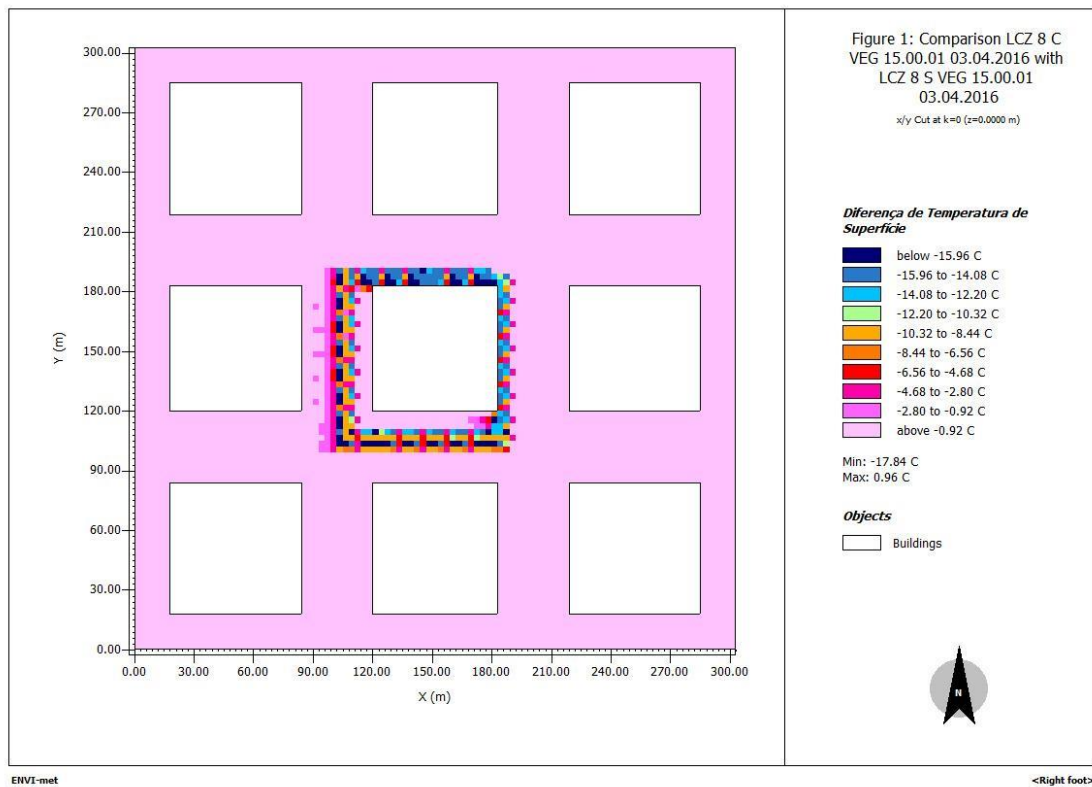 Figure 1: Comparison LCZ 8 C
VEG 15.00.01 03.04.2016 with
LCZ 8 S VEG 15.00.01
03.04.2016
x/y Cut at k=0 (z=0.0000 m)
Diferença de Temperatura de
Superfície
below -15.96 C
-15.96 to -14.08 C
-14.08 to -12.20 C
-12.20 to -10.32 C
-10.32 to -8.44 C
-8.44 to -6.56 C
-6.56 to -4.68 C
-4.68 to -2.80 C
-2.80 to -0.92 C
above -0.92 C
Min: -17.84 C
Max: 0.96 C
Objects
Buildings
N
300.00
270.00
240.00
210.00
180.00
150.00
120.00
90.00
60.00
30.00
0.00
Y (m)
0.00 30.00 60.00 90.00 120.00 150.00 180.00 210.00 240.00 270.00 300.00
X (m)
ENVI-met
<Right foot>